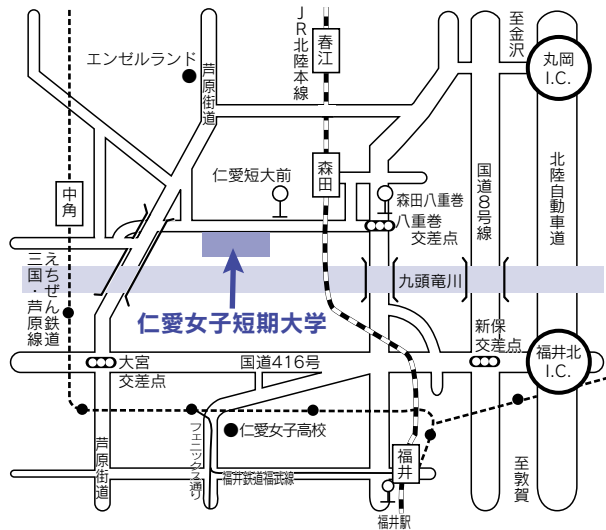 エンゼルランド
芦原街道
JR北陸本線
春江
至金沢
丸岡
I.C.
中角
仁愛短大前
森田
森田八重巻
八重巻
交差点
国道8号線
北陸自動車道
えちぜん鉄道
三国・芦原線
九頭竜川
仁愛女子短期大学
大宮
交差点
国道416号
新保
交差点
福井北
I.C.
芦原街道
フェニックス通り
仁愛女子高校
福井鉄道福武線
福井
福井駅
至敦賀